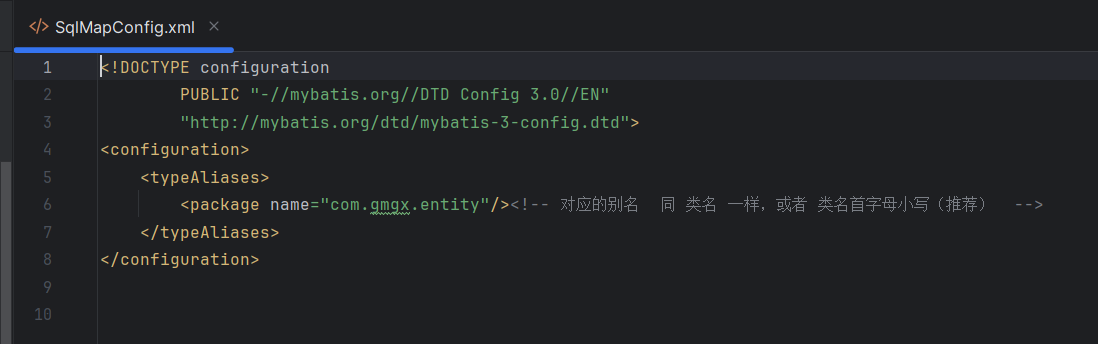 </> SqlMapConfig.xml ×
1 <!DOCTYPE configuration
2 PUBLIC "-//mybatis.org//DTD Config 3.0//EN"
3 "http://mybatis.org/dtd/mybatis-3-config.dtd">
4 <configuration>
5 <typeAliases>
6 <package name="com.gmgx.entity"/><!-- 对应的别名 同 类名 一样，或者 类名首字母小写（推荐） -->
7 </typeAliases>
8 </configuration>
9
10